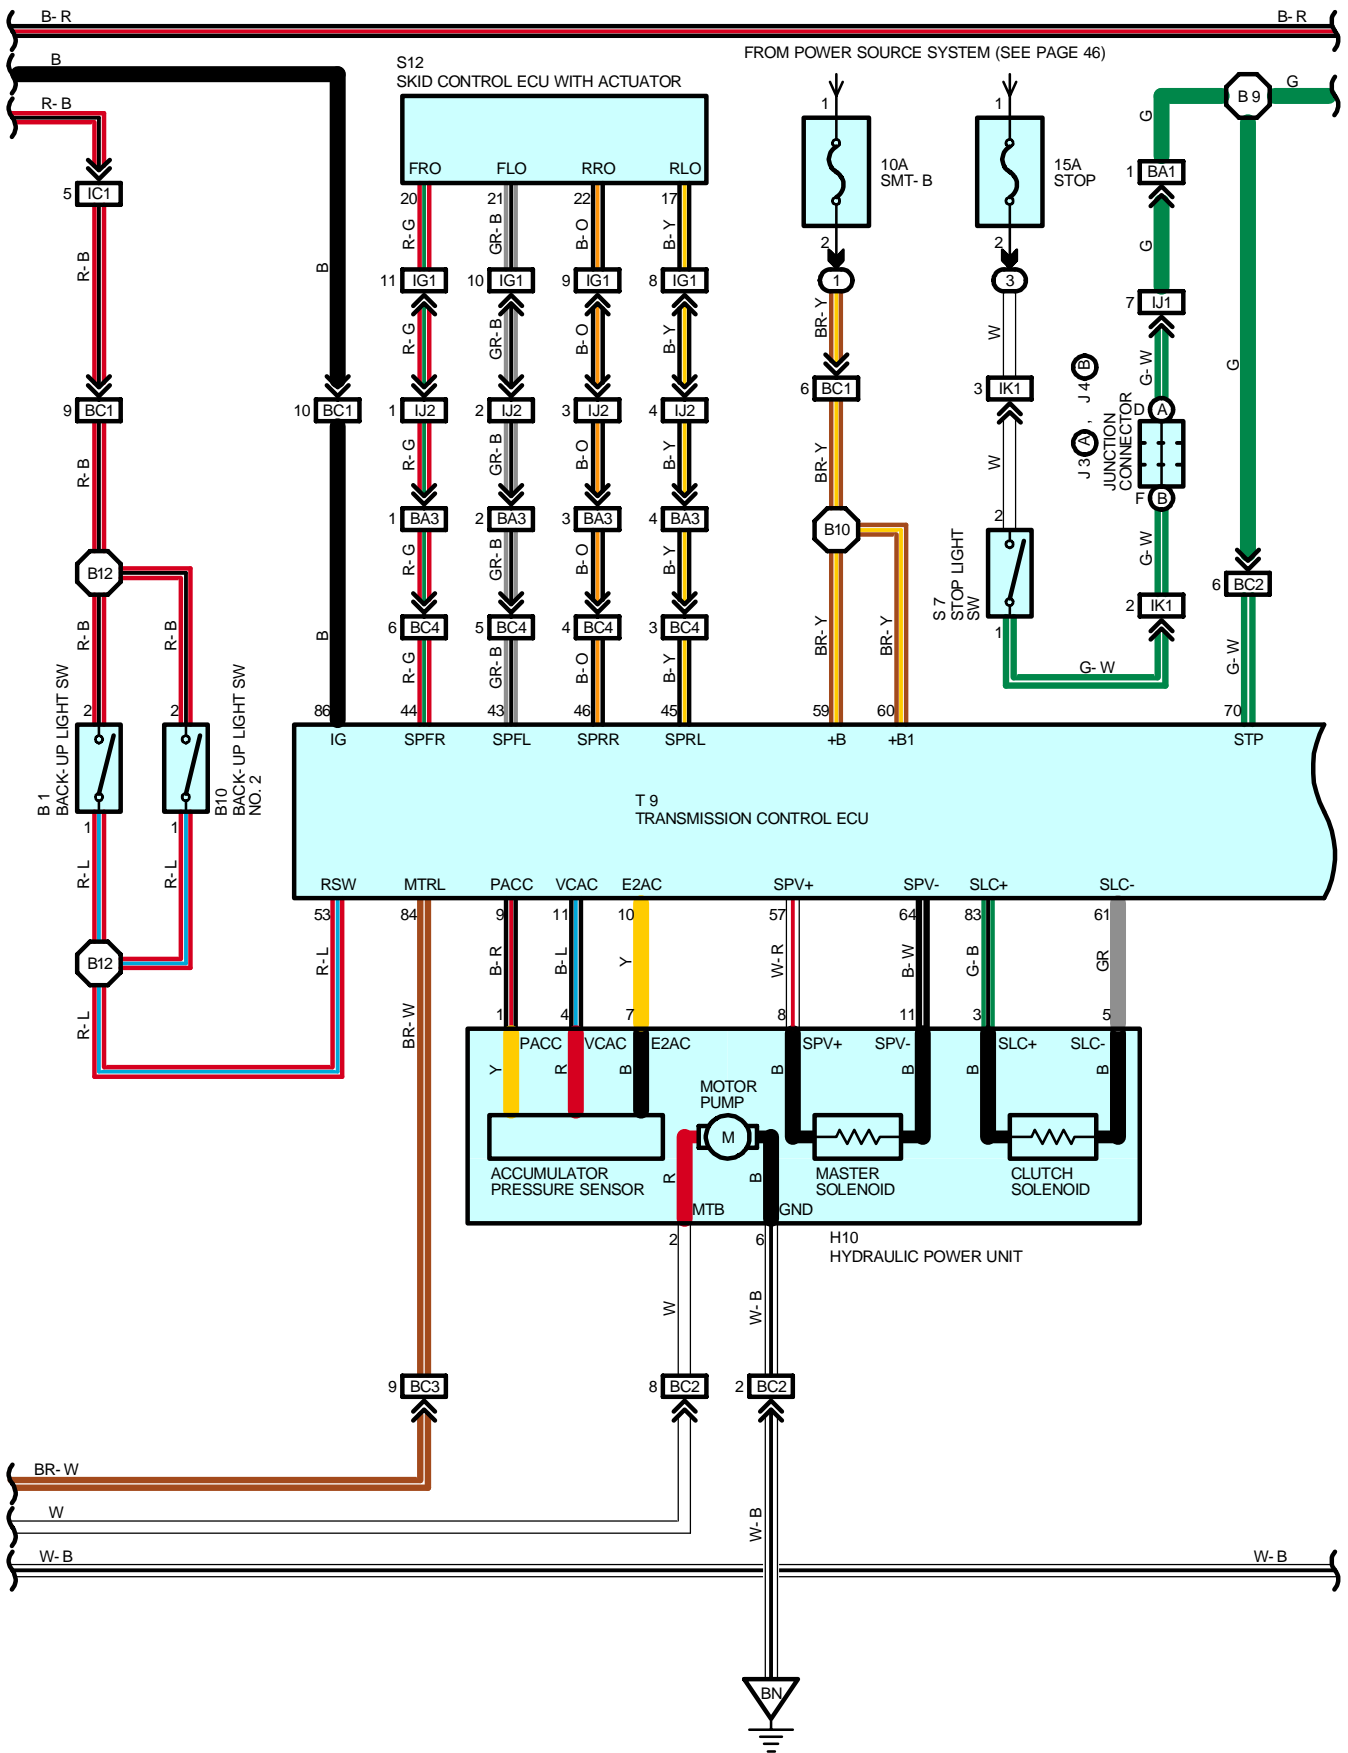 B- R
B- R
B
R- B
S12
SKID CONTROL ECU WITH ACTUATOR
FROM POWER SOURCE SYSTEM (SEE PAGE 46)
FRO
FLO
RRO
RLO
20
21
22
17
R- G
GR- B
B- O
B- Y
11 IG1
10 IG1
9 IG1
8 IG1
R- G
GR- B
B- O
B- Y
1 IJ2
2 IJ2
3 IJ2
4 IJ2
R- G
GR- B
B- O
B- Y
1 BA3
2 BA3
3 BA3
4 BA3
R- G
GR- B
B- O
B- Y
6 BC4
5 BC4
4 BC4
3 BC4
R- G
GR- B
B- O
B- Y
5 IC1
R- B
9 BC1
R- B
B12
R- B
R- B
2
2
B 1
BACK- UP LIGHT SW
B10
BACK- UP LIGHT SW
NO. 2
1
1
R- L
R- L
B12
R- L
B
10 BC1
B
1
10A
SMT- B
2
1
BR- Y
6 BC1
BR- Y
B10
BR- Y
BR- Y
1
15A
STOP
2
3
W
3 IK1
W
2
S 7
STOP LIGHT
SW
1
G- W
B 9
G
G
1 BA1
G
7 IJ1
G- W
D A
J 3 A , J 4 B
JUNCTION
CONNECTOR
F B
G- W
2 IK1
G
6 BC2
G- W
86
44
43
46
45
59
60
70
IG
SPFR
SPFL
SPRR
SPRL
+B
+B1
STP
T 9
TRANSMISSION CONTROL ECU
RSW
MTRL
PACC
VCAC
E2AC
SPV+
SPV-
SLC+
SLC-
53
84
9
11
10
57
64
83
61
R- L
BR- W
B- R
B- L
Y
W- R
B- W
G- B
GR
1
4
7
8
11
3
5
PACC
VCAC
E2AC
SPV+
SPV-
SLC+
SLC-
Y
R
B
B
B
B
B
MOTOR
PUMP
M
ACCUMULATOR
PRESSURE SENSOR
MASTER
SOLENOID
CLUTCH
SOLENOID
R
B
MTB
GND
2
6
H10
HYDRAULIC POWER UNIT
W
W- B
9 BC3
8 BC2
2 BC2
BR- W
W
W- B
W- B
W- B
BN